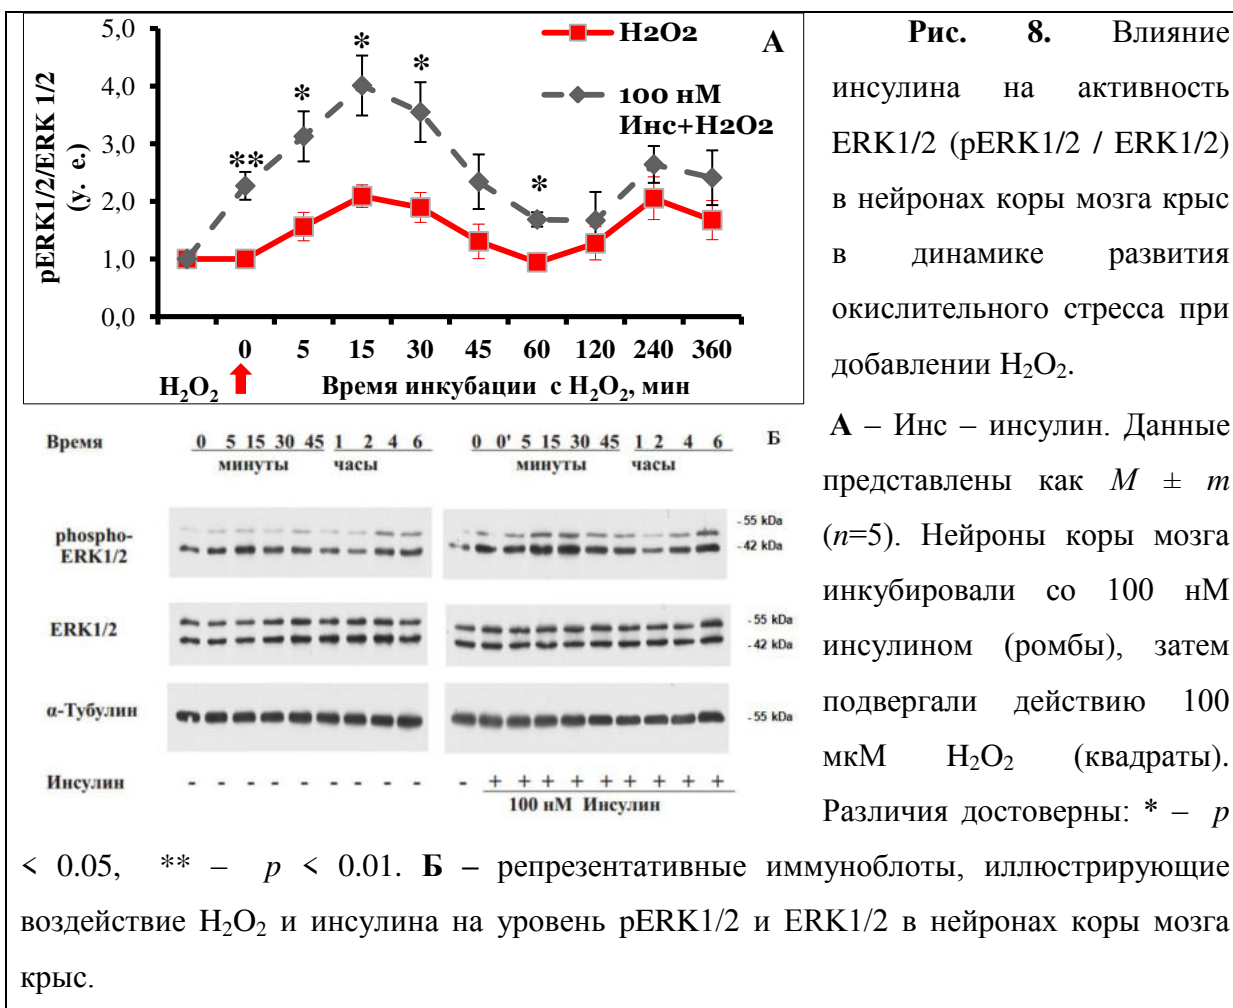 5,0
4,0
3,0
2,0
1,0
0,0
pERK1/2/ERK 1/2
(у. е.)
H2O2
100 нМ
Инс+H2O2
А
** * * * *
0 5 15 30 45 60 120 240 360
H₂O₂ Время инкубации с H₂O₂, мин
Время 0 5 15 30 45 1 2 4 6 0 0' 5 15 30 45 1 2 4 6 Б
минуты часы минуты часы
phospho-
ERK1/2
- 55 kDa
- 42 kDa
ERK1/2
- 55 kDa
- 42 kDa
α-Тубулин
- 55 kDa
Инсулин - - - - - - - - - - + + + + + + + + +
100 нМ Инсулин
Рис. 8. Влияние
инсулина на активность
ERK1/2 (pERK1/2 / ERK1/2)
в нейронах коры мозга крыс
в динамике развития
окислительного стресса при
добавлении H₂O₂.
А – Инс – инсулин. Данные
представлены как M ± m
(n=5). Нейроны коры мозга
инкубировали со 100 нМ
инсулином (ромбы), затем
подвергали действию 100
мкМ H₂O₂ (квадраты).
Различия достоверны: * – p
< 0.05, ** – p < 0.01. Б – репрезентативные иммуноблоты, иллюстрирующие
воздействие H₂O₂ и инсулина на уровень pERK1/2 и ERK1/2 в нейронах коры мозга
крыс.